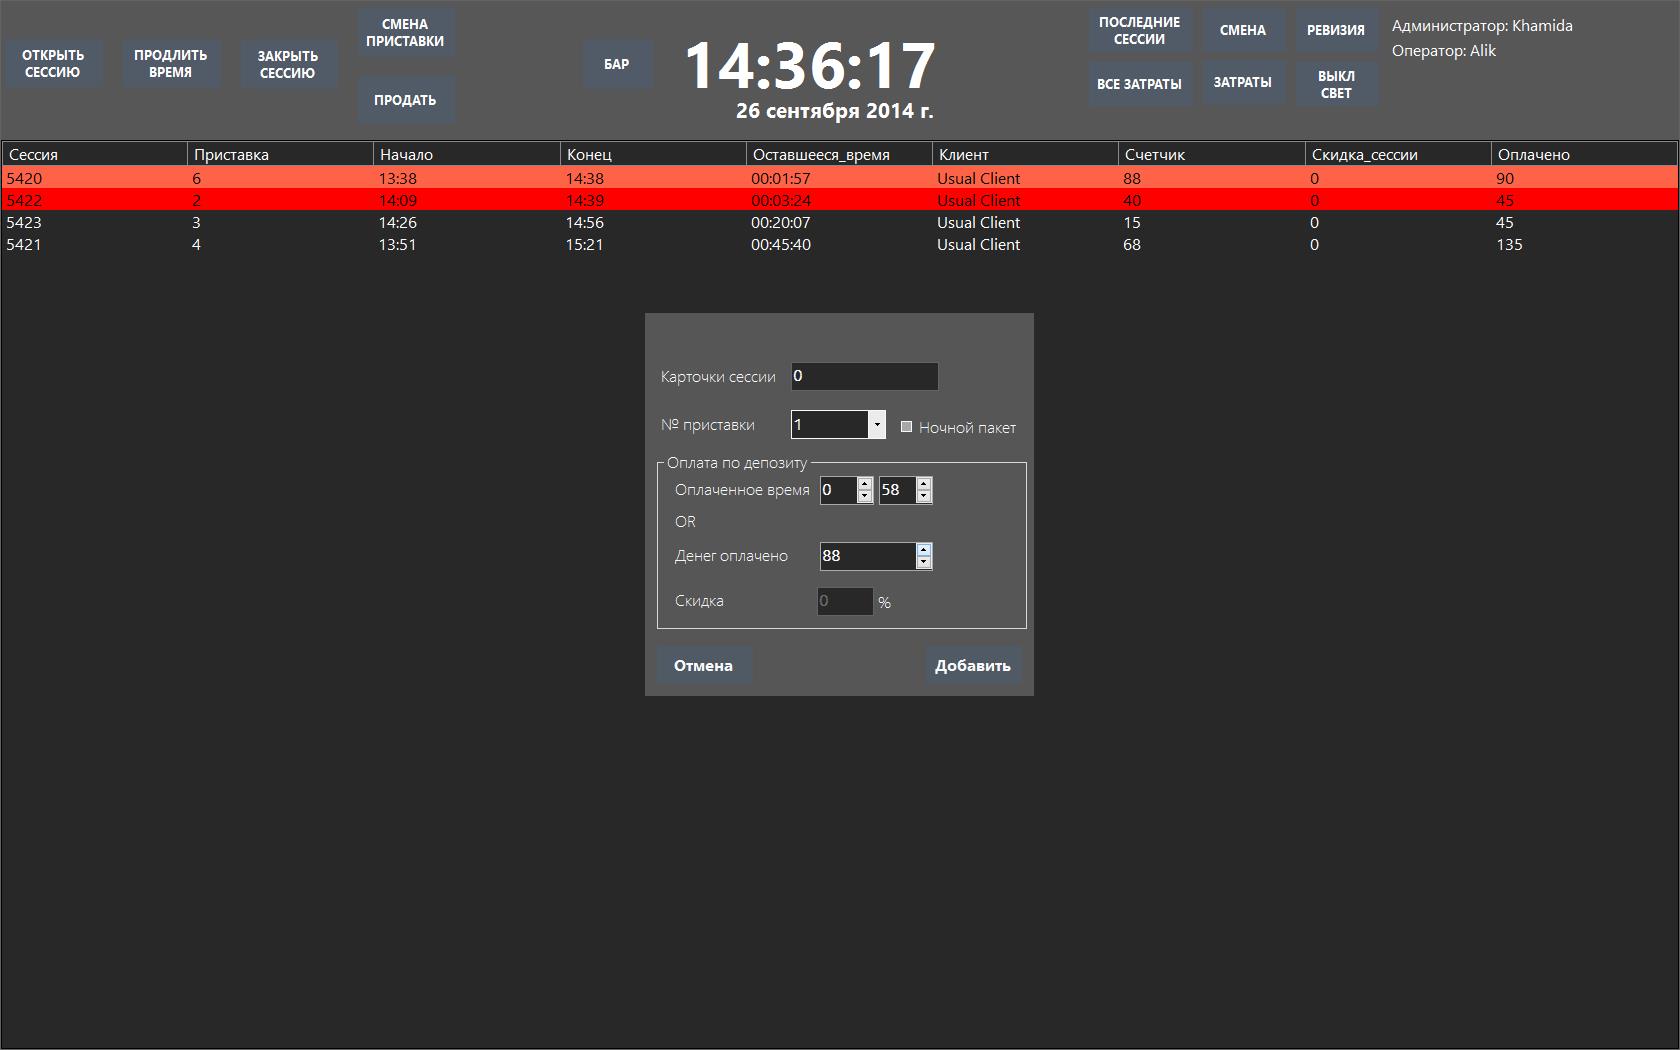 ОТКРЫТЬ
СЕССИЮ
ПРОДЛИТЬ
ВРЕМЯ
ЗАКРЫТЬ
СЕССИЮ
СМЕНА
ПРИСТАВКИ
ПРОДАТЬ
БАР
14:36:17
26 сентября 2014 г.
ПОСЛЕДНИЕ
СЕССИИ
СМЕНА
РЕВИЗИЯ
ВСЕ ЗАТРАТЫ
ЗАТРАТЫ
ВЫКЛ
СВЕТ
Администратор: Khamida
Оператор: Alik
Сессия Приставка Начало Конец Оставшееся_время Клиент Счетчик Скидка_сессии Оплачено
5420 6 13:38 14:38 00:01:57 Usual Client 88 0 90
5422 2 14:09 14:39 00:03:24 Usual Client 40 0 45
5423 3 14:26 14:56 00:20:07 Usual Client 15 0 45
5421 4 13:51 15:21 00:45:40 Usual Client 68 0 135
Карточки сессии 0
№ приставки 1 Ночной пакет
Оплата по депозиту
Оплаченное время 0 58
OR
Денег оплачено 88
Скидка 0 %
Отмена Добавить